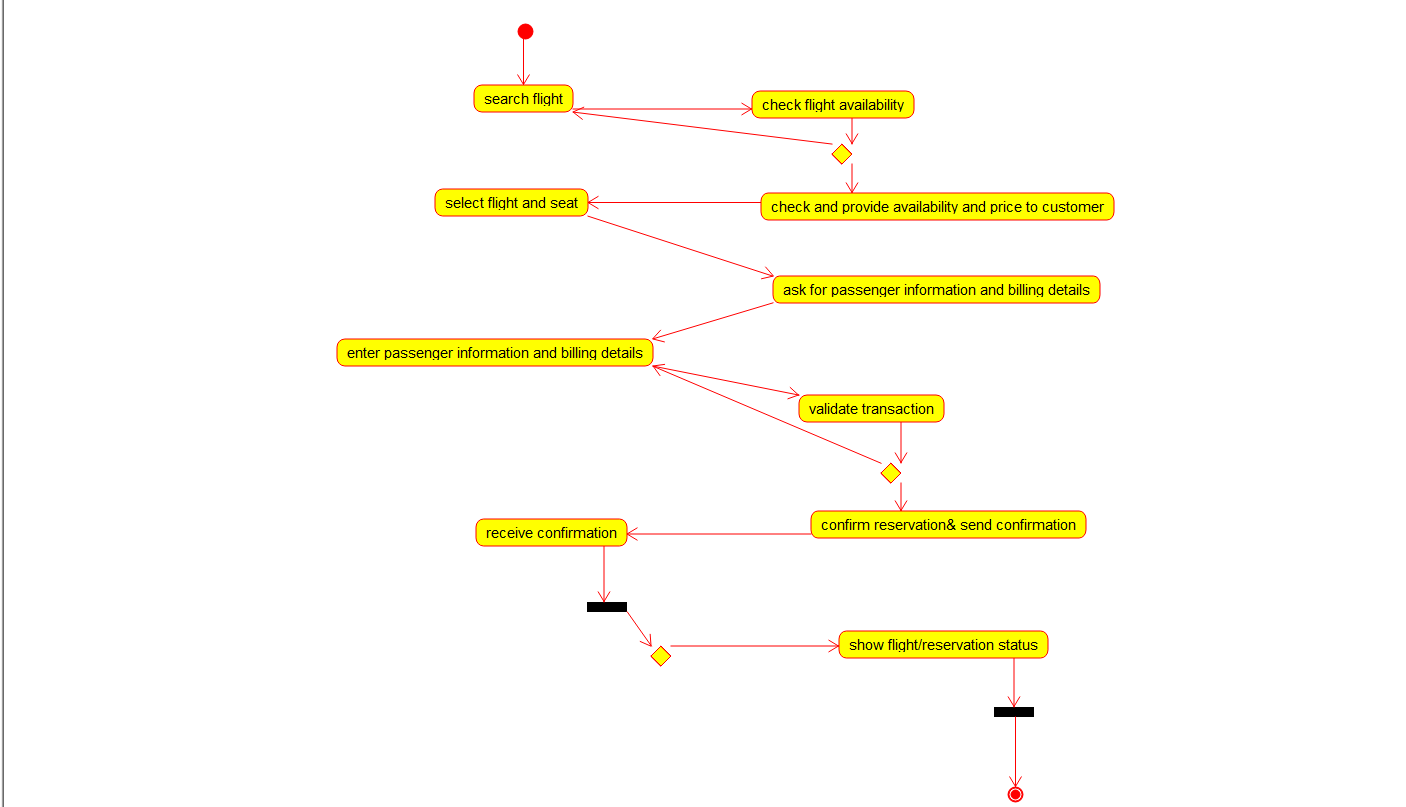 search flight
check flight availability
select flight and seat
check and provide availability and price to customer
ask for passenger information and billing details
enter passenger information and billing details
validate transaction
confirm reservation& send confirmation
receive confirmation
show flight/reservation status